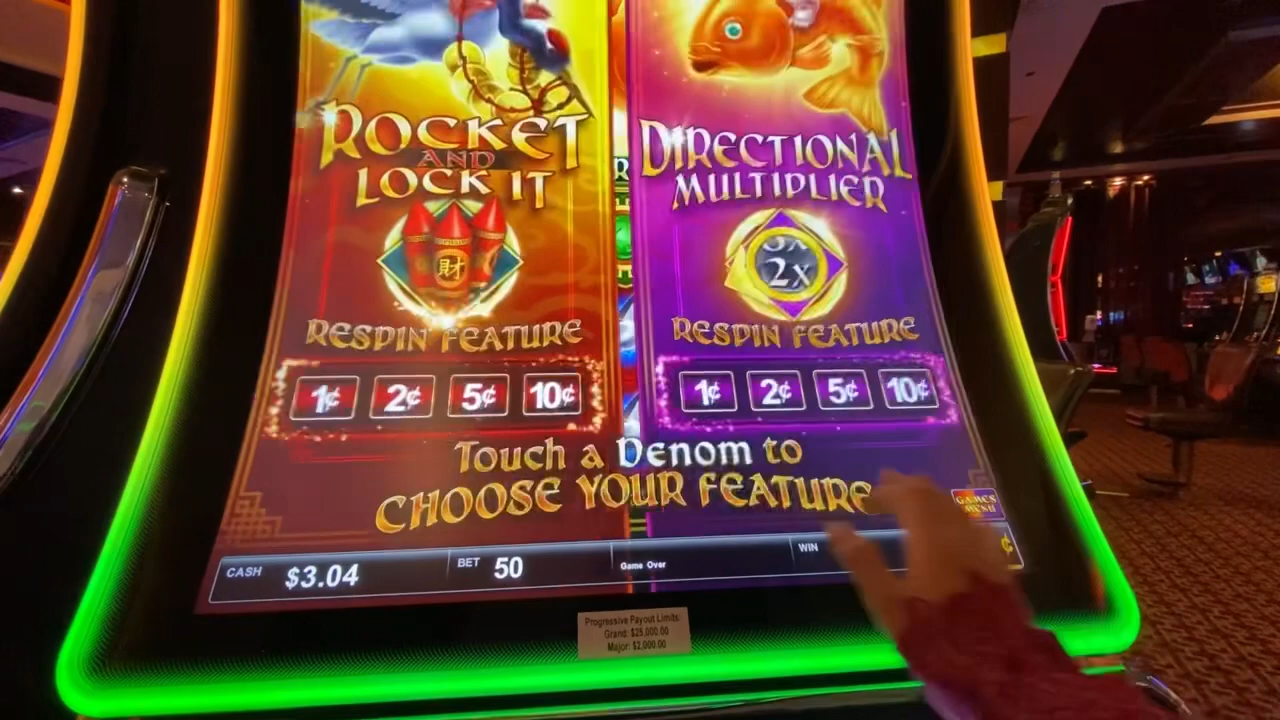 ROCKET
AND
LOCK IT
財
RESPIN FEATURE
1¢ 2¢ 5¢ 10¢
DIRECTIONAL
MULTIPLIER
2x
RESPIN FEATURE
1¢ 2¢ 5¢ 10¢
Touch a Denom to
CHOOSE YOUR FEATURE
GAMES
MENU
CASH $3.04 BET 50 Game Over WIN ¢
Progressive Payout Limits:
Grand: $25,000.00
Major: $2,000.00